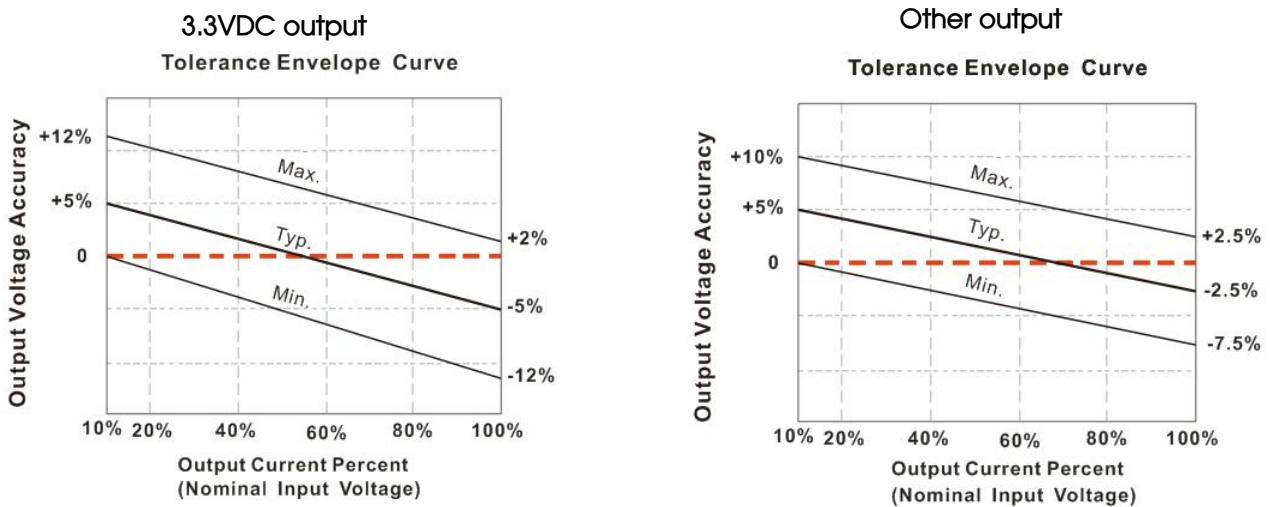 3.3VDC output
Tolerance Envelope Curve
Output Voltage Accuracy
+12%
+5%
0
Max.
Typ.
Min.
+2%
-5%
-12%
10% 20% 40% 60% 80% 100%
Output Current Percent
(Nominal Input Voltage)
Other output
Tolerance Envelope Curve
Output Voltage Accuracy
+10%
+5%
0
Max.
Typ.
Min.
+2.5%
-2.5%
-7.5%
10% 20% 40% 60% 80% 100%
Output Current Percent
(Nominal Input Voltage)